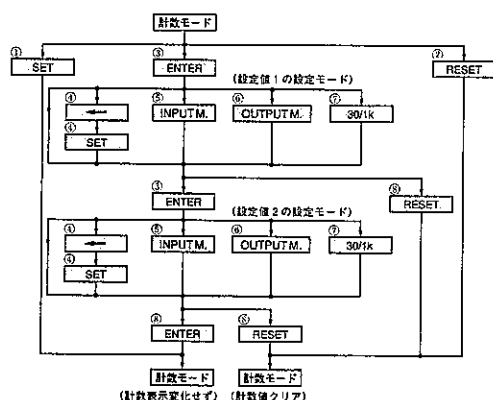 計数モード
① ③ ②
SET ENTER RESET
(設定値1の設定モード)
④ ⑤ ⑥ ⑦
← INPUT M. OUTPUT M. 30/1k
④
SET
③ ⑧
ENTER RESET
(設定値2の設定モード)
④ ⑤ ⑥ ⑦
← INPUT M. OUTPUT M. 30/1k
④
SET
⑧
ENTER RESET
計数モード 計数モード
(計数表示変化せず) (計数値クリア)